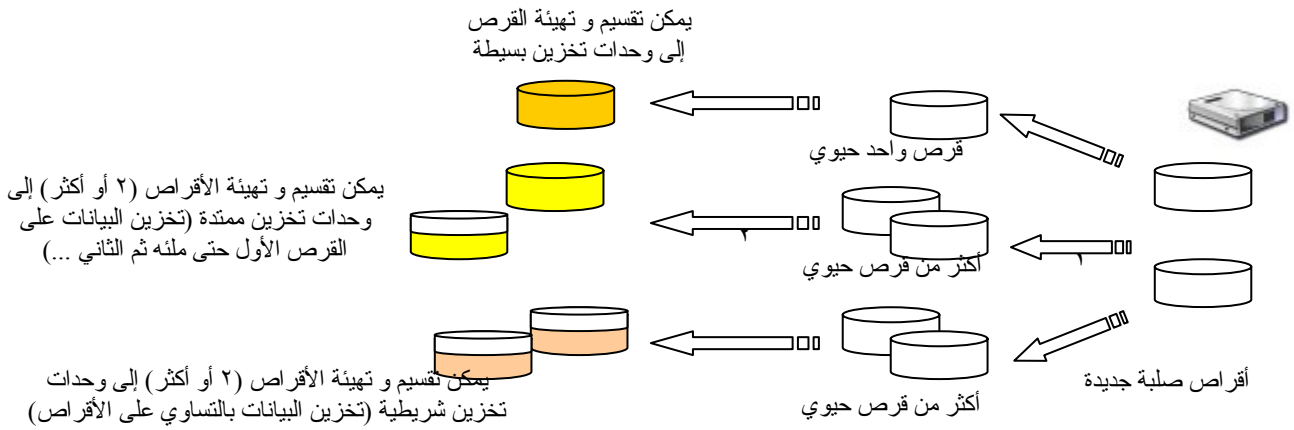 يمكن تقسيم و تهيئة القرص
إلى وحدات تخزين بسيطة
قرص واحد حيوي
يمكن تقسيم و تهيئة الأقراص (٢ أو أكثر) إلى
وحدات تخزين ممتدة (تخزين البيانات على
القرص الأول حتى ملئه ثم الثاني ...)
٢
أكثر من قرص حيوي
١
أقراص صلبة جديدة
أكثر من قرص حيوي
يمكن تقسيم و تهيئة الأقراص (٢ أو أكثر) إلى وحدات
تخزين شريطية (تخزين البيانات بالتساوي على الأقراص)